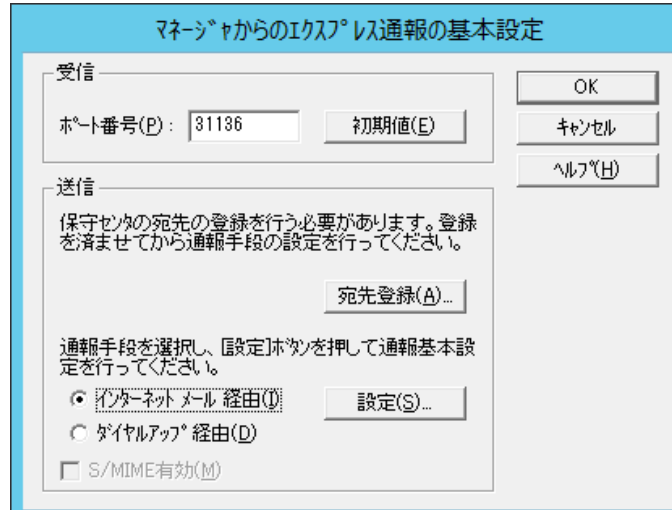 ﾏﾈｰｼﾞｬからのｴｸｽﾌﾟﾚｽ通報の基本設定
受信
ﾎﾟｰﾄ番号(P)： 31136 初期値(E)
OK
ｷｬﾝｾﾙ
ﾍﾙﾌﾟ(H)
送信
保守ｾﾝﾀの宛先の登録を行う必要があります。登録
を済ませてから通報手段の設定を行ってください。
宛先登録(A)...
通報手段を選択し、[設定]ﾎﾞﾀﾝを押して通報基本設
定を行ってください。
ｲﾝﾀｰﾈｯﾄ ﾒｰﾙ 経由(I) 設定(S)...
ﾀﾞｲﾔﾙｱｯﾌﾟ 経由(D)
S/MIME有効(M)